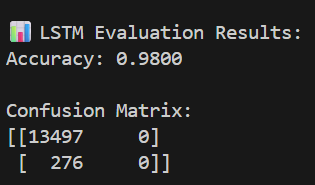 📊 LSTM Evaluation Results:
Accuracy: 0.9800
Confusion Matrix:
[[13497     0]
 [  276     0]]